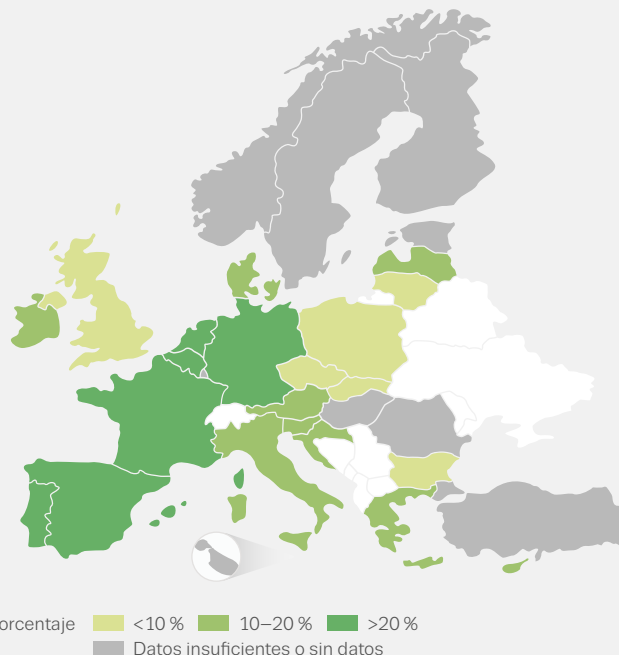 orcentaje <10 % 10–20 % >20 %
Datos insuficientes o sin datos